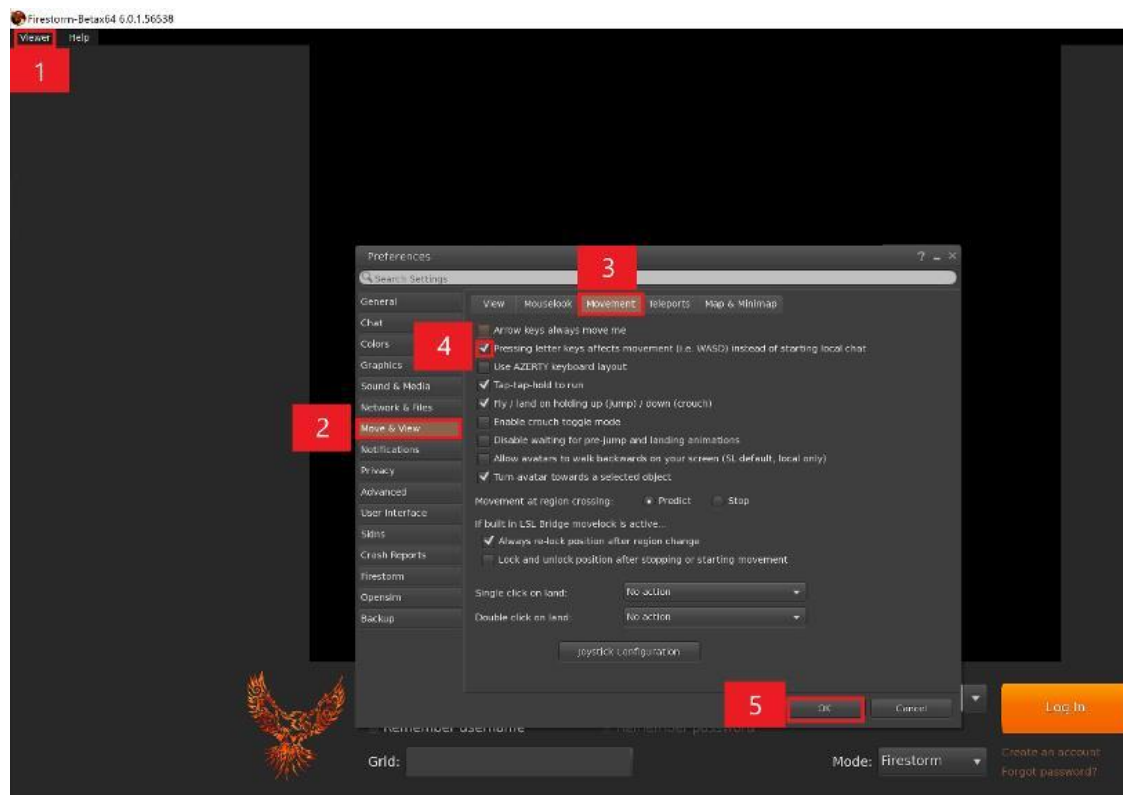 Firestorm-Betax64 6.0.1.56538
Viewer Help
1
Preferences
3
Search Settings
General
View Mouselook Movement Teleports Map & Minimap
Chat
Arrow keys always move me
4
Colors
Pressing letter keys affects movement (i.e. WASD) instead of starting local chat
Graphics
Use AZERTY keyboard layout
Sound & Media
Tap-tap-hold to run
Network & Files
Fly / land on holding up (jump) / down (crouch)
2
Move & View
Enable crouch toggle mode
Notifications
Disable waiting for pre-jump and landing animations
Allow avatars to walk backwards on your screen (SL default, local only)
Privacy
Turn avatar towards a selected object
Advanced
Movement at region crossing: Predict Stop
User Interface
If built in LSL Bridge movelock is active...
Skins
Always re-lock position after region change
Crash Reports
Lock and unlock position after stopping or starting movement
Firestorm
Opensim
Single click on land: No action
Backup
Double click on land: No action
Joystick Configuration
5
OK Cancel
Log In
Remember username Remember password
Grid: Mode: Firestorm
Create an account
Forgot password?